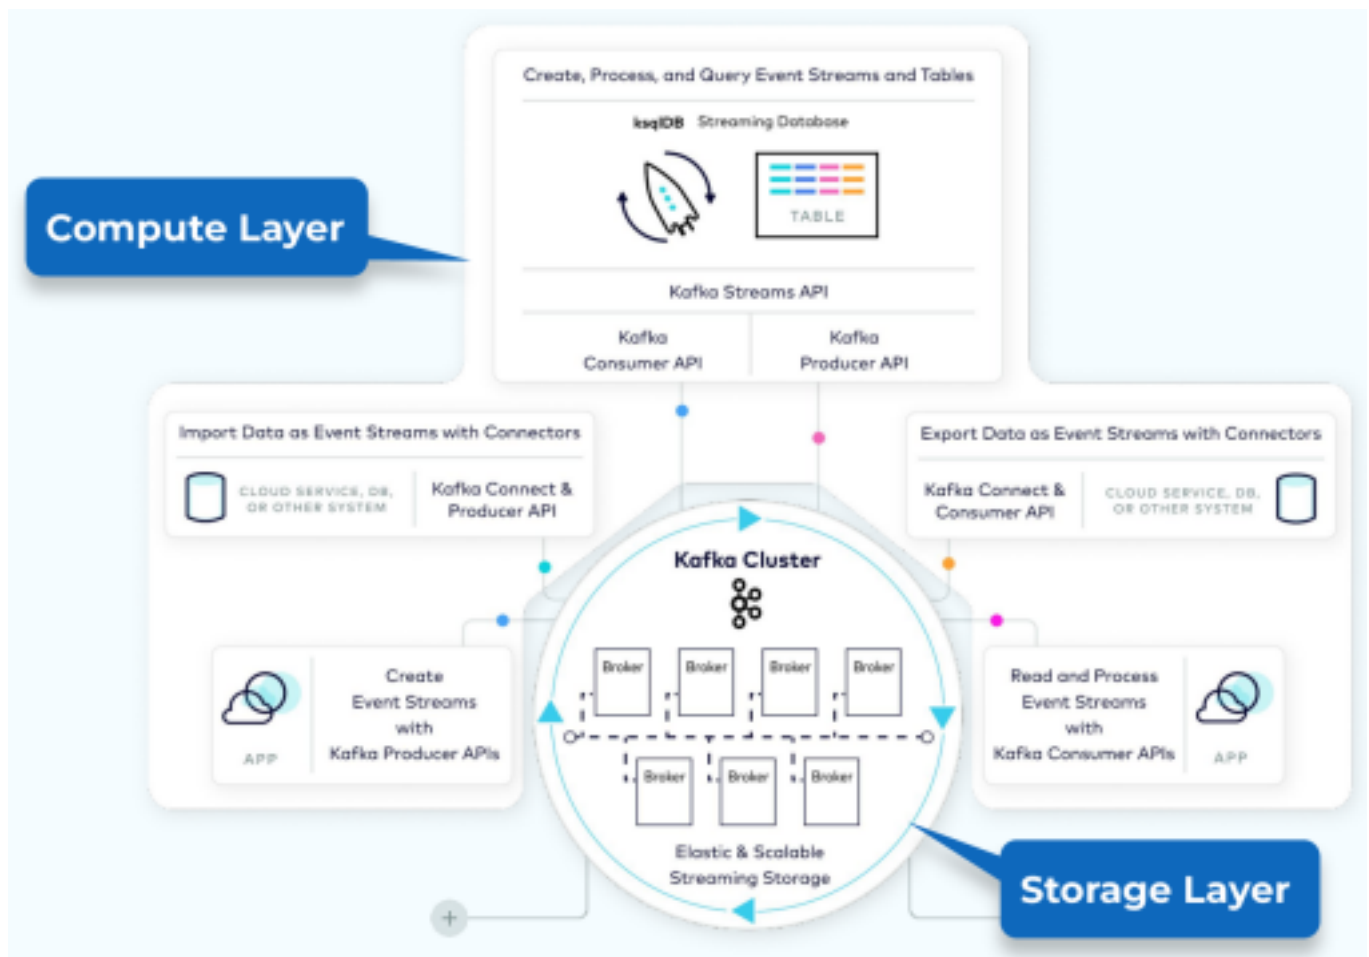 Create, Process, and Query Event Streams and Tables
ksqlDB Streaming Database
TABLE
Compute Layer
Kafka Streams API
Kafka
Consumer API
Kafka
Producer API
Import Data as Event Streams with Connectors
CLOUD SERVICE, DB,
OR OTHER SYSTEM
Kafka Connect &
Producer API
Export Data as Event Streams with Connectors
Kafka Connect &
Consumer API
CLOUD SERVICE, DB,
OR OTHER SYSTEM
Kafka Cluster
Broker
Broker
Broker
Broker
Broker
Broker
Broker
Elastic & Scalable
Streaming Storage
APP
Create
Event Streams
with
Kafka Producer APIs
Read and Process
Event Streams
with
Kafka Consumer APIs
APP
Storage Layer
+